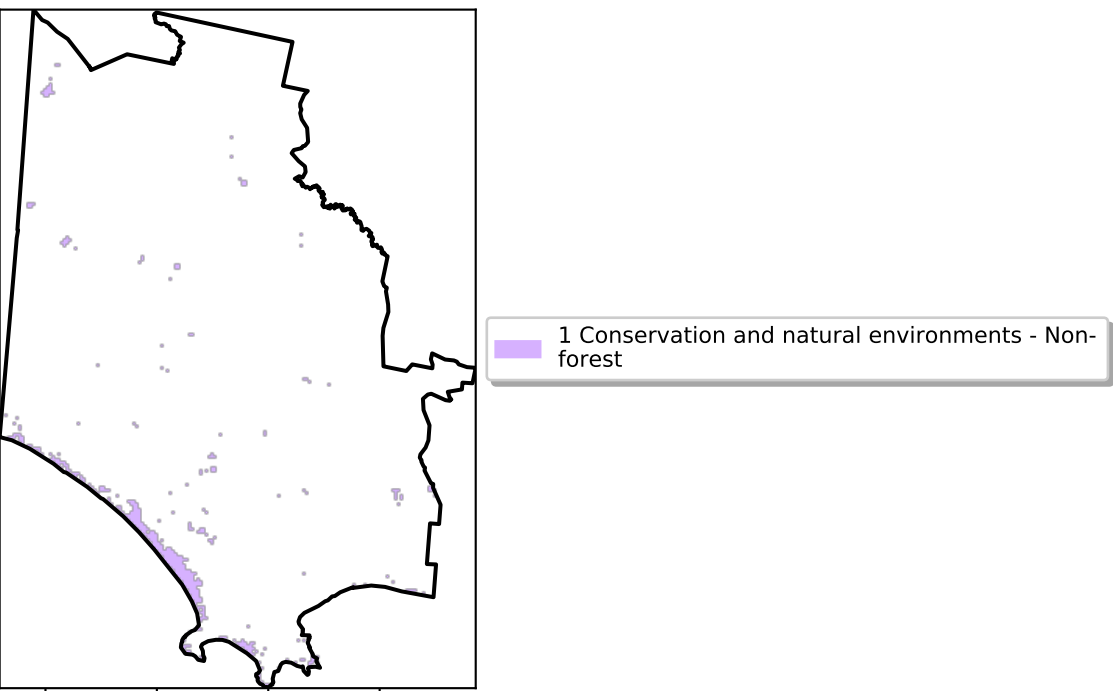 1 Conservation and natural environments - Non-
forest